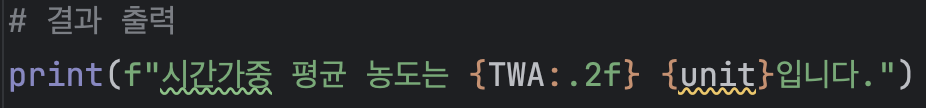 # 결과 출력
print(f"시간가중 평균 농도는 {TWA:.2f} {unit}입니다.")